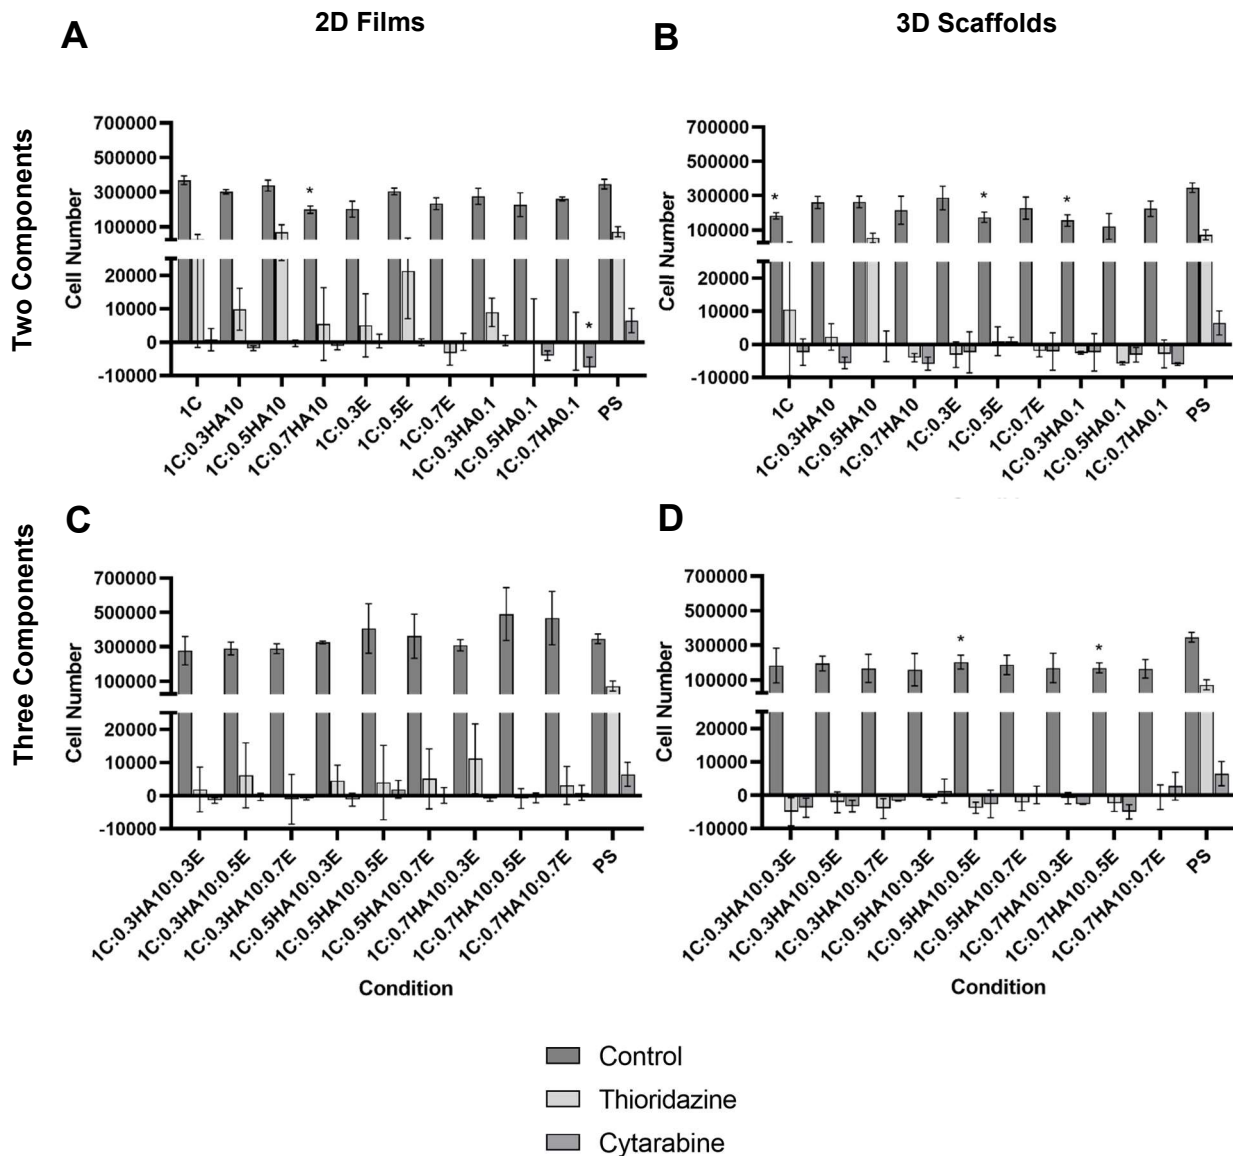 2D Films
3D Scaffolds
A
B
Two Components
Cell Number
700000
500000
300000
100000
20000
10000
0
-10000
*
*
1C
1C:0.3HA10
1C:0.5HA10
1C:0.7HA10
1C:0.3E
1C:0.5E
1C:0.7E
1C:0.3HA0.1
1C:0.5HA0.1
1C:0.7HA0.1
PS
Cell Number
700000
500000
300000
100000
20000
10000
0
-10000
*
*
*
1C
1C:0.3HA10
1C:0.5HA10
1C:0.7HA10
1C:0.3E
1C:0.5E
1C:0.7E
1C:0.3HA0.1
1C:0.5HA0.1
1C:0.7HA0.1
PS
C
D
Three Components
Cell Number
700000
500000
300000
100000
20000
10000
0
-10000
1C:0.3HA10:0.3E
1C:0.3HA10:0.5E
1C:0.3HA10:0.7E
1C:0.5HA10:0.3E
1C:0.5HA10:0.5E
1C:0.5HA10:0.7E
1C:0.7HA10:0.3E
1C:0.7HA10:0.5E
1C:0.7HA10:0.7E
PS
Condition
Cell Number
700000
500000
300000
100000
20000
10000
0
-10000
*
*
1C:0.3HA10:0.3E
1C:0.3HA10:0.5E
1C:0.3HA10:0.7E
1C:0.5HA10:0.3E
1C:0.5HA10:0.5E
1C:0.5HA10:0.7E
1C:0.7HA10:0.3E
1C:0.7HA10:0.5E
1C:0.7HA10:0.7E
PS
Condition
Control
Thioridazine
Cytarabine